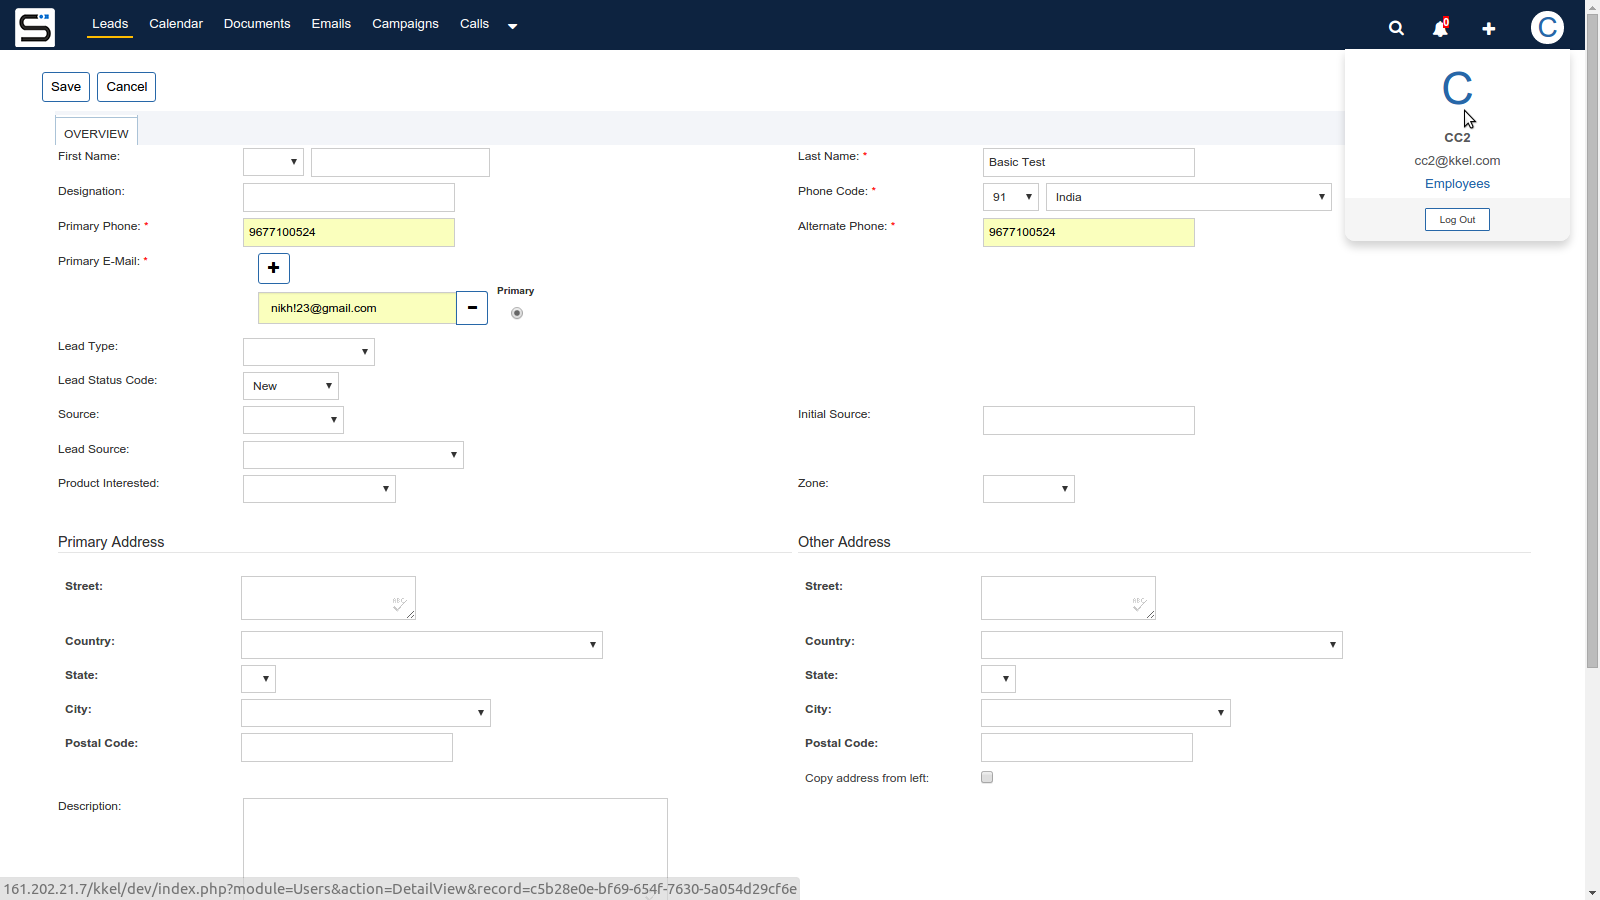 Leads Calendar Documents Emails Campaigns Calls
0
C
Save Cancel
C
CC2
cc2@kkel.com
Employees
Log Out
OVERVIEW
First Name:
Last Name: * Basic Test
Designation:
Phone Code: * 91 India
Primary Phone: * 9677100524
Alternate Phone: * 9677100524
Primary E-Mail: *
Primary
nikh!23@gmail.com
Lead Type:
Lead Status Code: New
Source:
Initial Source:
Lead Source:
Product Interested:
Zone:
Primary Address
Other Address
Street:
Street:
ABC
ABC
Country:
Country:
State:
State:
City:
City:
Postal Code:
Postal Code:
Copy address from left:
Description:
161.202.21.7/kkel/dev/index.php?module=Users&action=DetailView&record=c5b28e0e-bf69-654f-7630-5a054d29cf6e